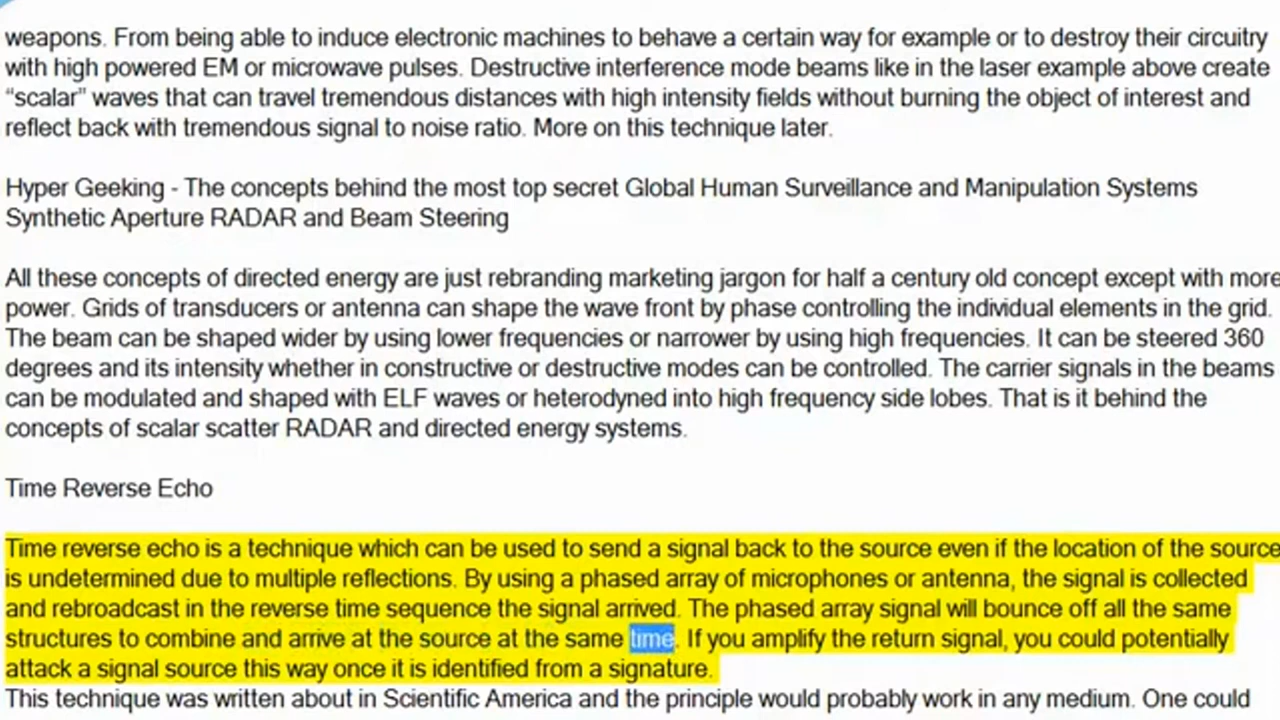 weapons. From being able to induce electronic machines to behave a certain way for example or to destroy their circuitry
with high powered EM or microwave pulses. Destructive interference mode beams like in the laser example above create
“scalar” waves that can travel tremendous distances with high intensity fields without burning the object of interest and
reflect back with tremendous signal to noise ratio. More on this technique later.
Hyper Geeking - The concepts behind the most top secret Global Human Surveillance and Manipulation Systems
Synthetic Aperture RADAR and Beam Steering
All these concepts of directed energy are just rebranding marketing jargon for half a century old concept except with more
power. Grids of transducers or antenna can shape the wave front by phase controlling the individual elements in the grid.
The beam can be shaped wider by using lower frequencies or narrower by using high frequencies. It can be steered 360
degrees and its intensity whether in constructive or destructive modes can be controlled. The carrier signals in the beams
can be modulated and shaped with ELF waves or heterodyned into high frequency side lobes. That is it behind the
concepts of scalar scatter RADAR and directed energy systems.
Time Reverse Echo
Time reverse echo is a technique which can be used to send a signal back to the source even if the location of the source
is undetermined due to multiple reflections. By using a phased array of microphones or antenna, the signal is collected
and rebroadcast in the reverse time sequence the signal arrived. The phased array signal will bounce off all the same
structures to combine and arrive at the source at the same time. If you amplify the return signal, you could potentially
attack a signal source this way once it is identified from a signature.
This technique was written about in Scientific America and the principle would probably work in any medium. One could